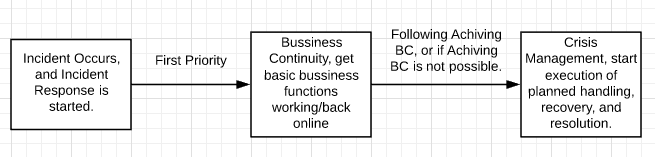 Incident Occurs,
and Incident
Response is
started.
First Priority
Bussiness
Continuity, get
basic bussiness
functions
working/back
online
Following Achiving
BC, or if Achiving
BC is not possible.
Crisis
Management, start
execution of
planned handling,
recovery, and
resolution.